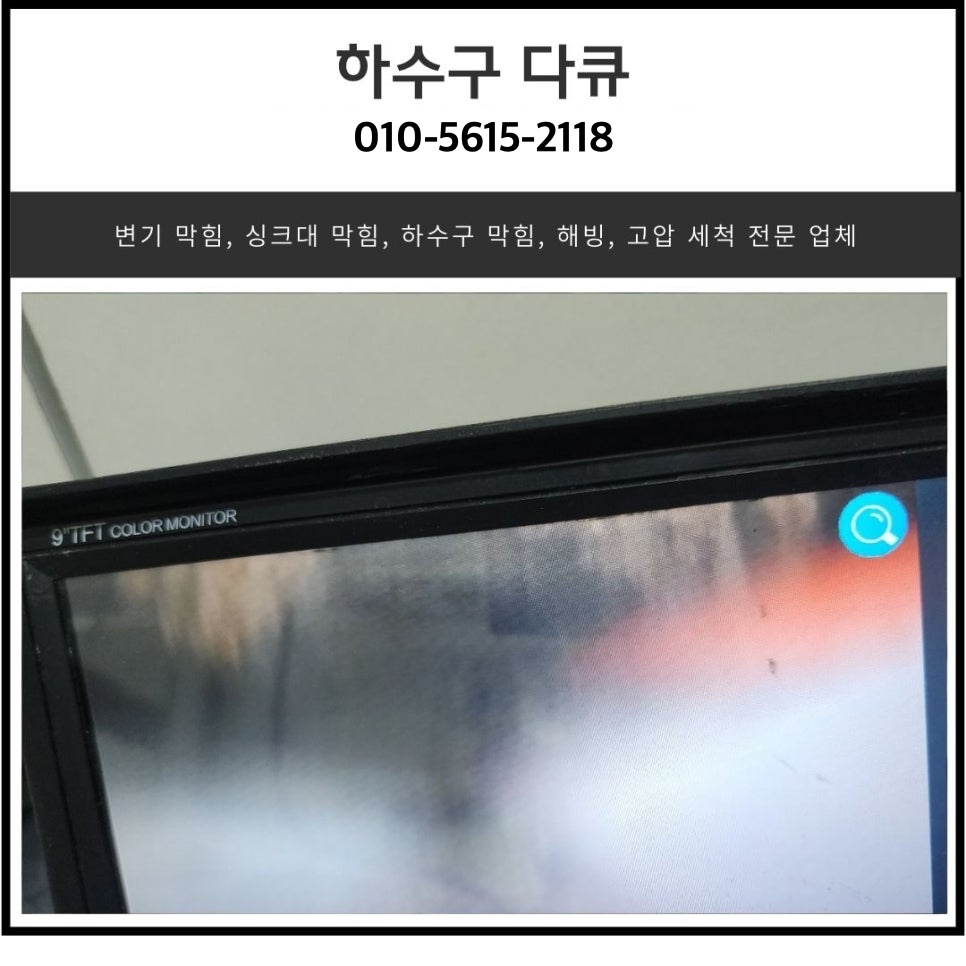 하수구 다큐
010-5615-2118
변기 막힘, 싱크대 막힘, 하수구 막힘, 해빙, 고압 세척 전문 업체
9"TFT COLOR MONITOR